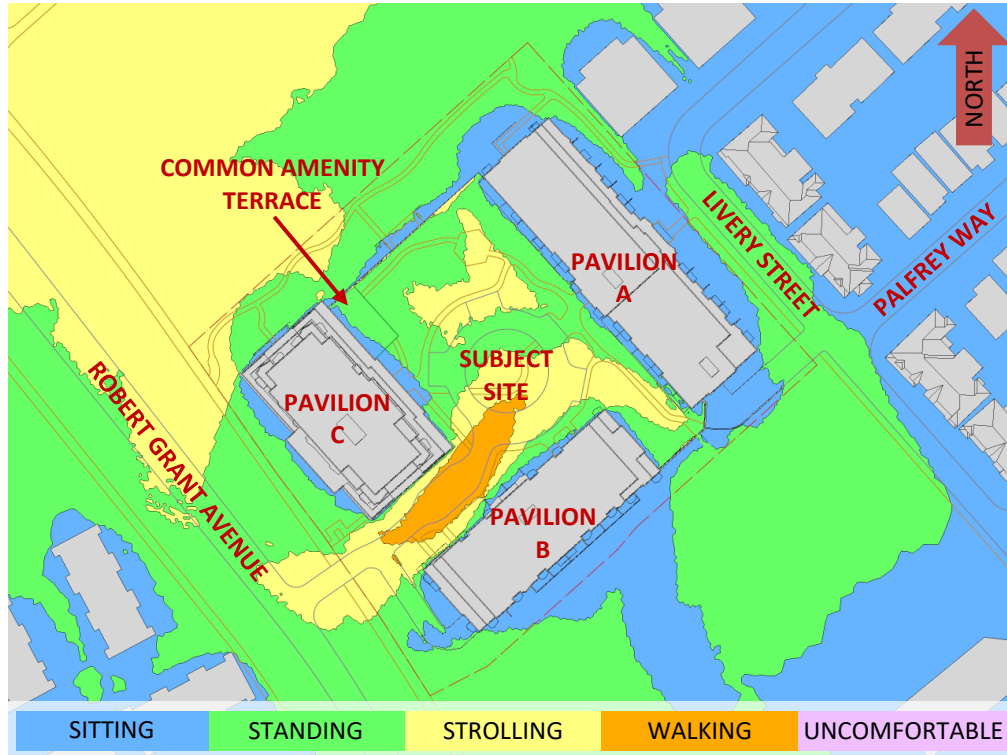 NORTH
COMMON AMENITY
TERRACE
LIVERY STREET
PALFREY WAY
PAVILION
A
SUBJECT
SITE
PAVILION
C
ROBERT GRANT AVENUE
PAVILION
B
SITTING
STANDING
STROLLING
WALKING
UNCOMFORTABLE